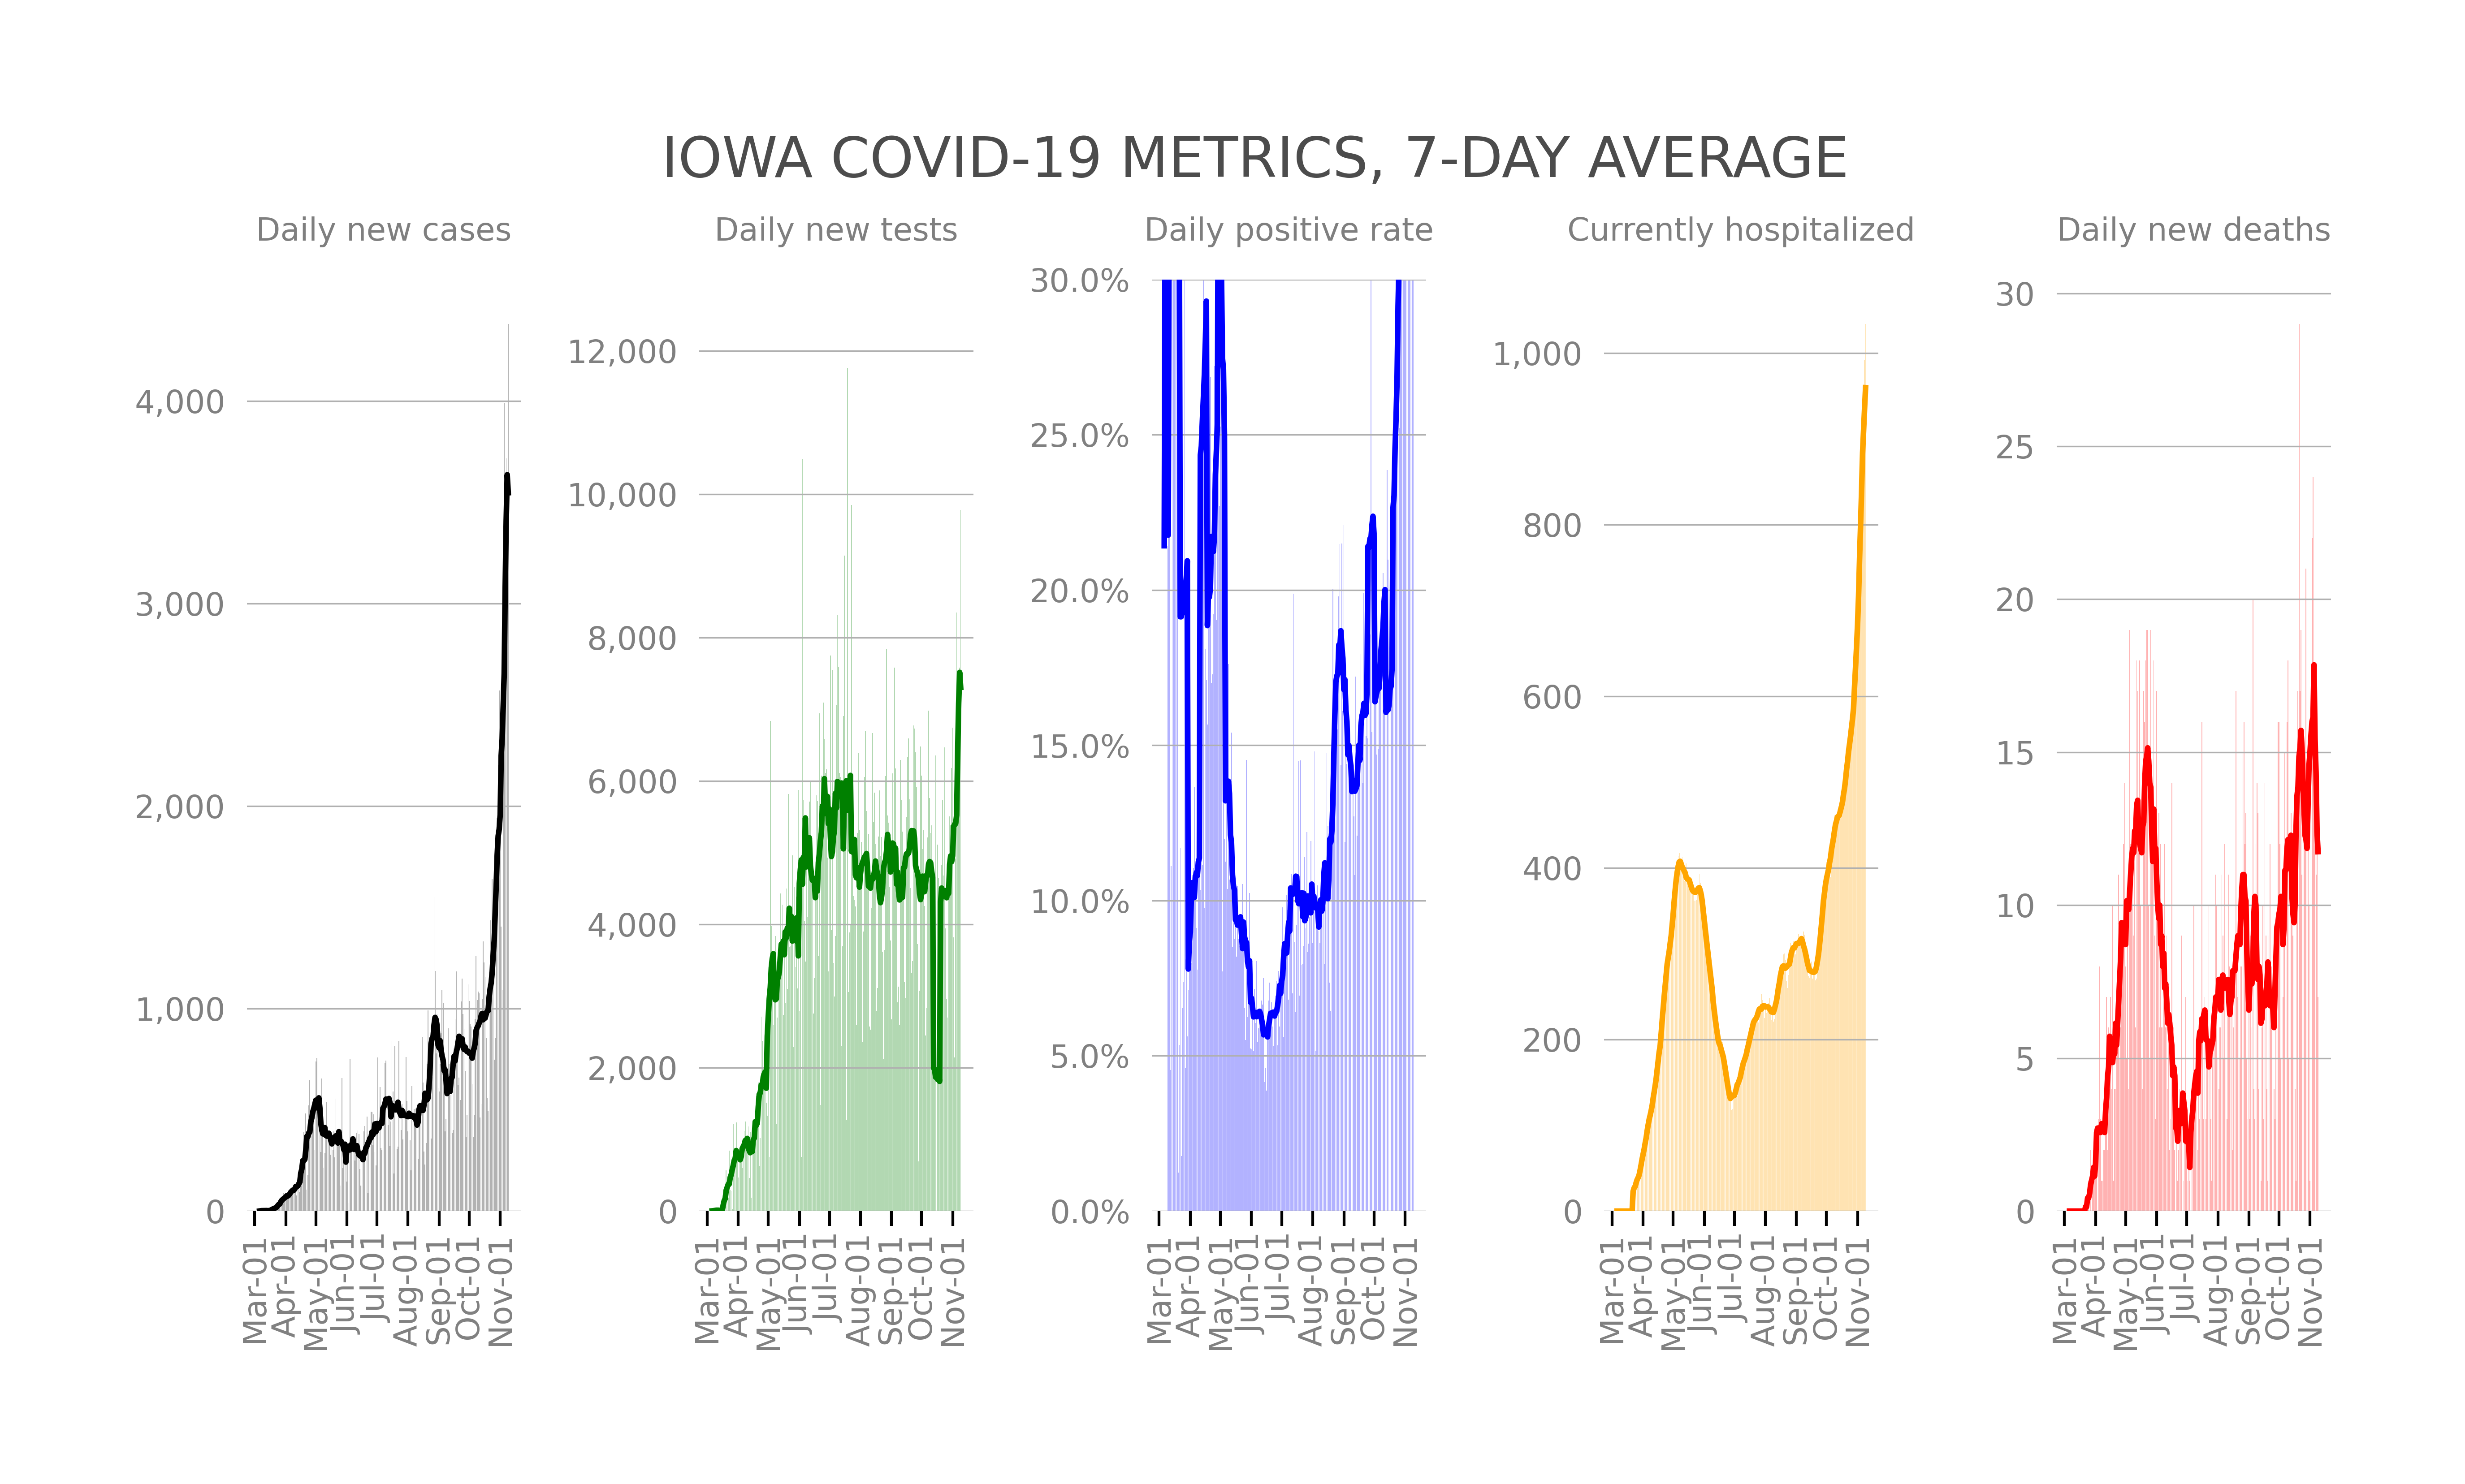 IOWA COVID-19 METRICS, 7-DAY AVERAGE
Daily new cases
4,000
3,000
2,000
1,000
0
Mar-01
Apr-01
May-01
Jun-01
Jul-01
Aug-01
Sep-01
Oct-01
Nov-01
Daily new tests
12,000
10,000
8,000
6,000
4,000
2,000
0
Mar-01
Apr-01
May-01
Jun-01
Jul-01
Aug-01
Sep-01
Oct-01
Nov-01
Daily positive rate
30.0%
25.0%
20.0%
15.0%
10.0%
5.0%
0.0%
Mar-01
Apr-01
May-01
Jun-01
Jul-01
Aug-01
Sep-01
Oct-01
Nov-01
Currently hospitalized
1,000
800
600
400
200
0
Mar-01
Apr-01
May-01
Jun-01
Jul-01
Aug-01
Sep-01
Oct-01
Nov-01
Daily new deaths
30
25
20
15
10
5
0
Mar-01
Apr-01
May-01
Jun-01
Jul-01
Aug-01
Sep-01
Oct-01
Nov-01